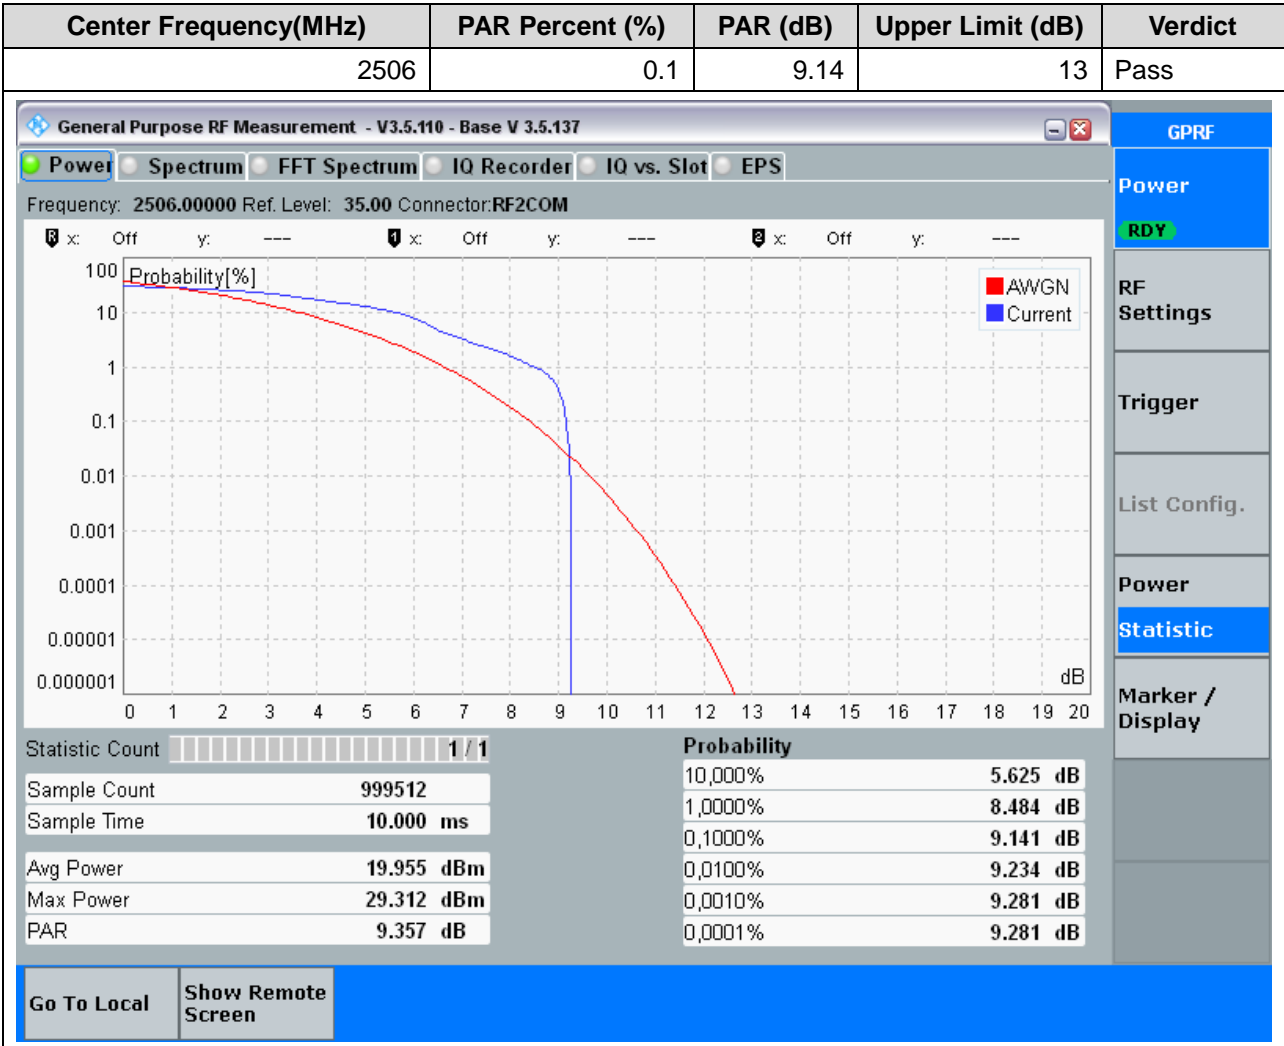 Center Frequency(MHz) PAR Percent (%) PAR (dB) Upper Limit (dB) Verdict
2506 0.1 9.14 13 Pass
General Purpose RF Measurement - V3.5.110 - Base V 3.5.137
GPRF
Power Spectrum FFT Spectrum IQ Recorder IQ vs. Slot EPS
Frequency: 2506.00000 Ref. Level: 35.00 Connector:RF2COM
R x: Off y: --- 1 x: Off y: --- 2 x: Off y: ---
Probability[%]
AWGN
Current
100
10
1
0.1
0.01
0.001
0.0001
0.00001
0.000001
dB
0 1 2 3 4 5 6 7 8 9 10 11 12 13 14 15 16 17 18 19 20
Statistic Count 1 / 1
Sample Count 999512
Sample Time 10.000 ms
Avg Power 19.955 dBm
Max Power 29.312 dBm
PAR 9.357 dB
Probability
10,000% 5.625 dB
1,0000% 8.484 dB
0,1000% 9.141 dB
0,0100% 9.234 dB
0,0010% 9.281 dB
0,0001% 9.281 dB
Power
RDY
RF
Settings
Trigger
List Config.
Power
Statistic
Marker /
Display
Go To Local
Show Remote
Screen